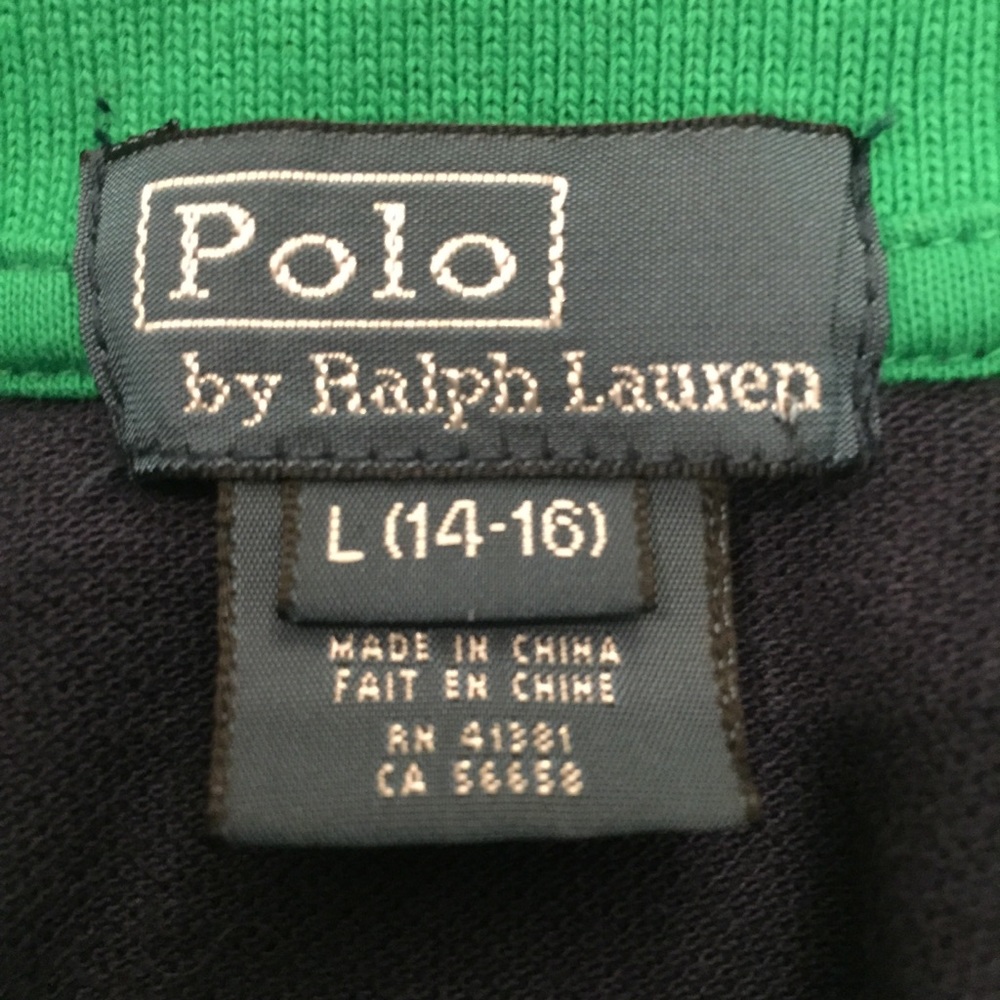 Polo
by Ralph Lauren
L (14-16)
MADE IN CHINA
FAIT EN CHINE
RN 41381
CA 56658